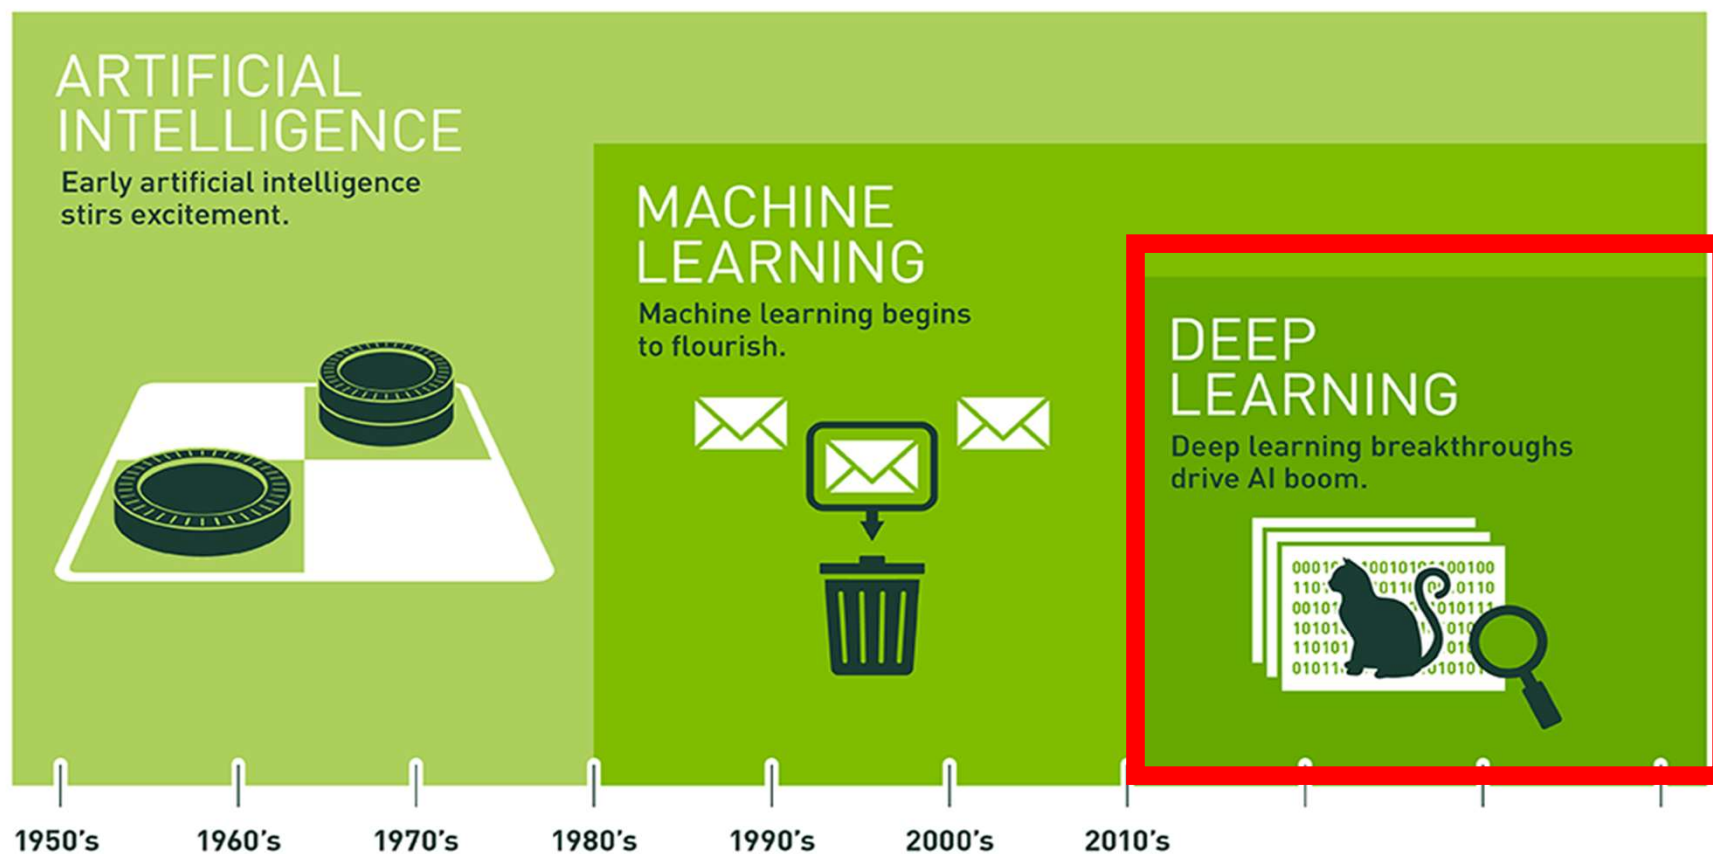 ARTIFICIAL
INTELLIGENCE
Early artificial intelligence
stirs excitement.
MACHINE
LEARNING
Machine learning begins
to flourish.
DEEP
LEARNING
Deep learning breakthroughs
drive AI boom.
1950's 1960's 1970's 1980's 1990's 2000's 2010's